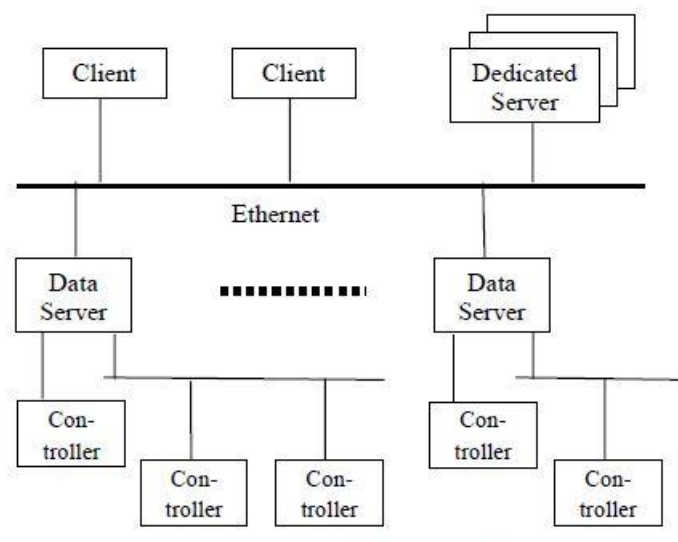 Client
Client
Dedicated
Server
Ethernet
Data
Server
Data
Server
Con-
troller
Con-
troller
Con-
troller
Con-
troller
Con-
troller